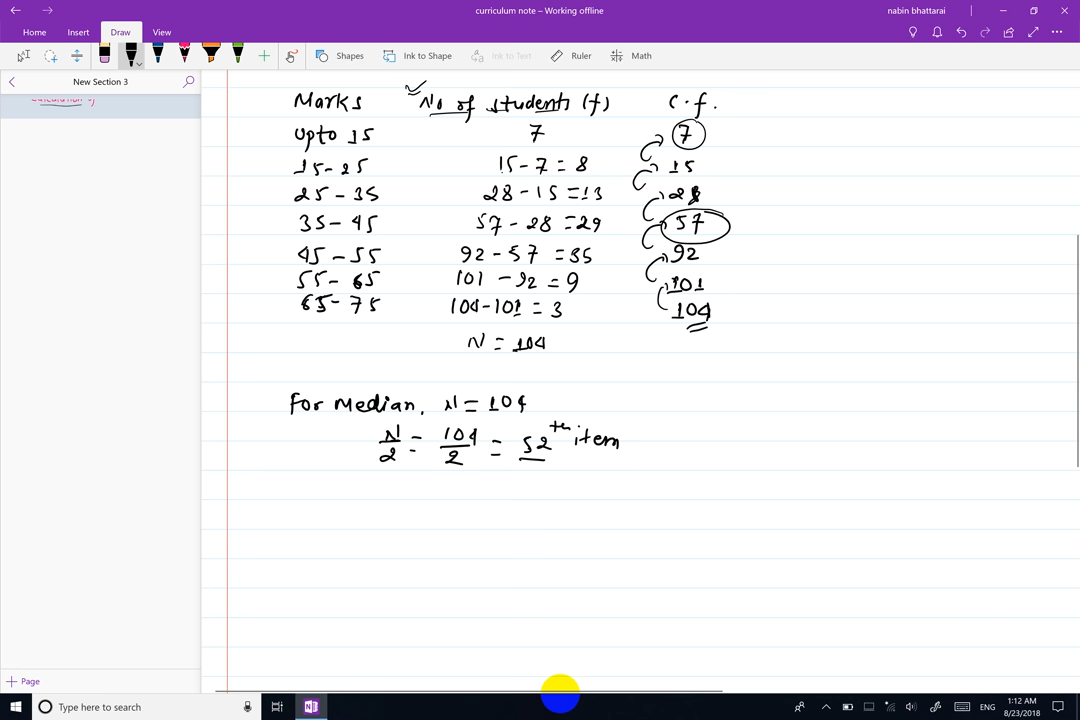 curriculum note – Working offline
nabin bhattarai
Home Insert Draw View
Shapes Ink to Shape Ink to Text Ruler Math
New Section 3
Marks No of students (f) c.f.
upto 15 7 7
15-25 15-7=8 15
25-35 28-15=13 28
35-45 57-28=29 57
45-55 92-57=35 92
55-65 101-92=9 101
65-75 104-101=3 104
N = 104
For Median, N = 104
N/2 = 104/2 = 52th item
+ Page
Type here to search
ENG
1:12 AM
8/23/2018